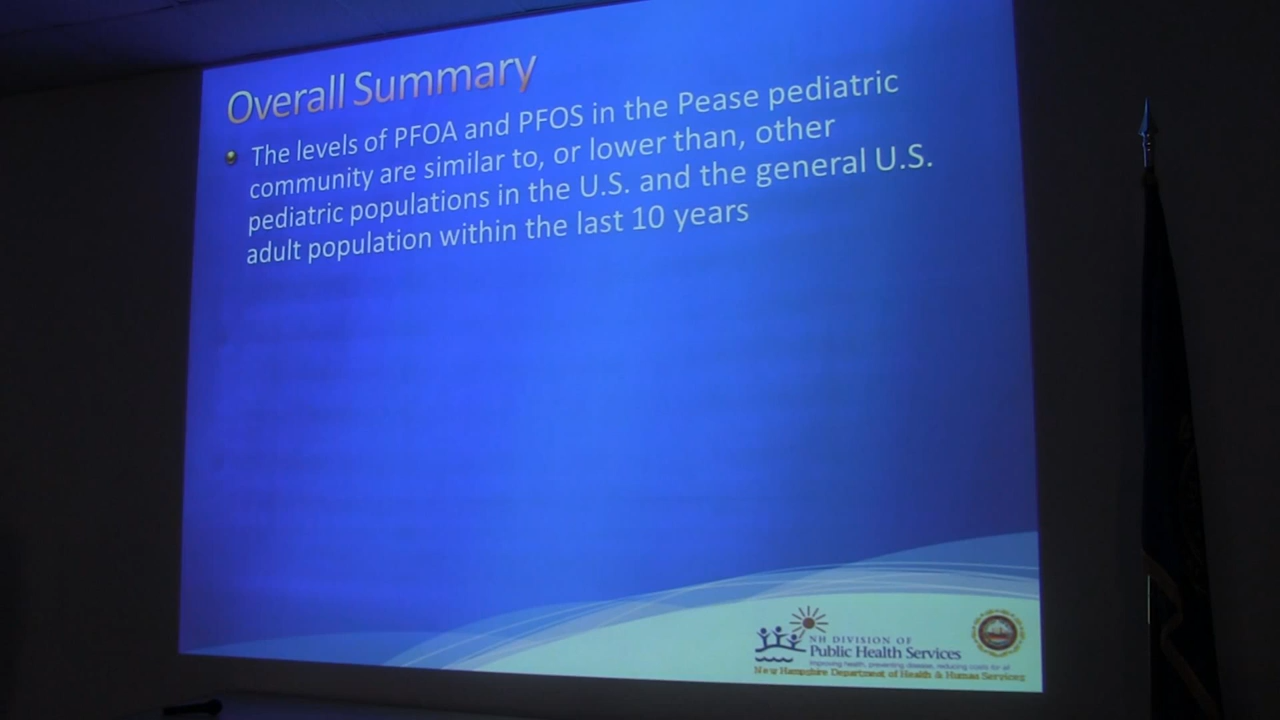 Overall Summary
The levels of PFOA and PFOS in the Pease pediatric
community are similar to, or lower than, other
pediatric populations in the U.S. and the general U.S.
adult population within the last 10 years
NH DIVISION OF
Public Health Services
Improving health, preventing disease, reducing costs for all
New Hampshire Department of Health & Human Services